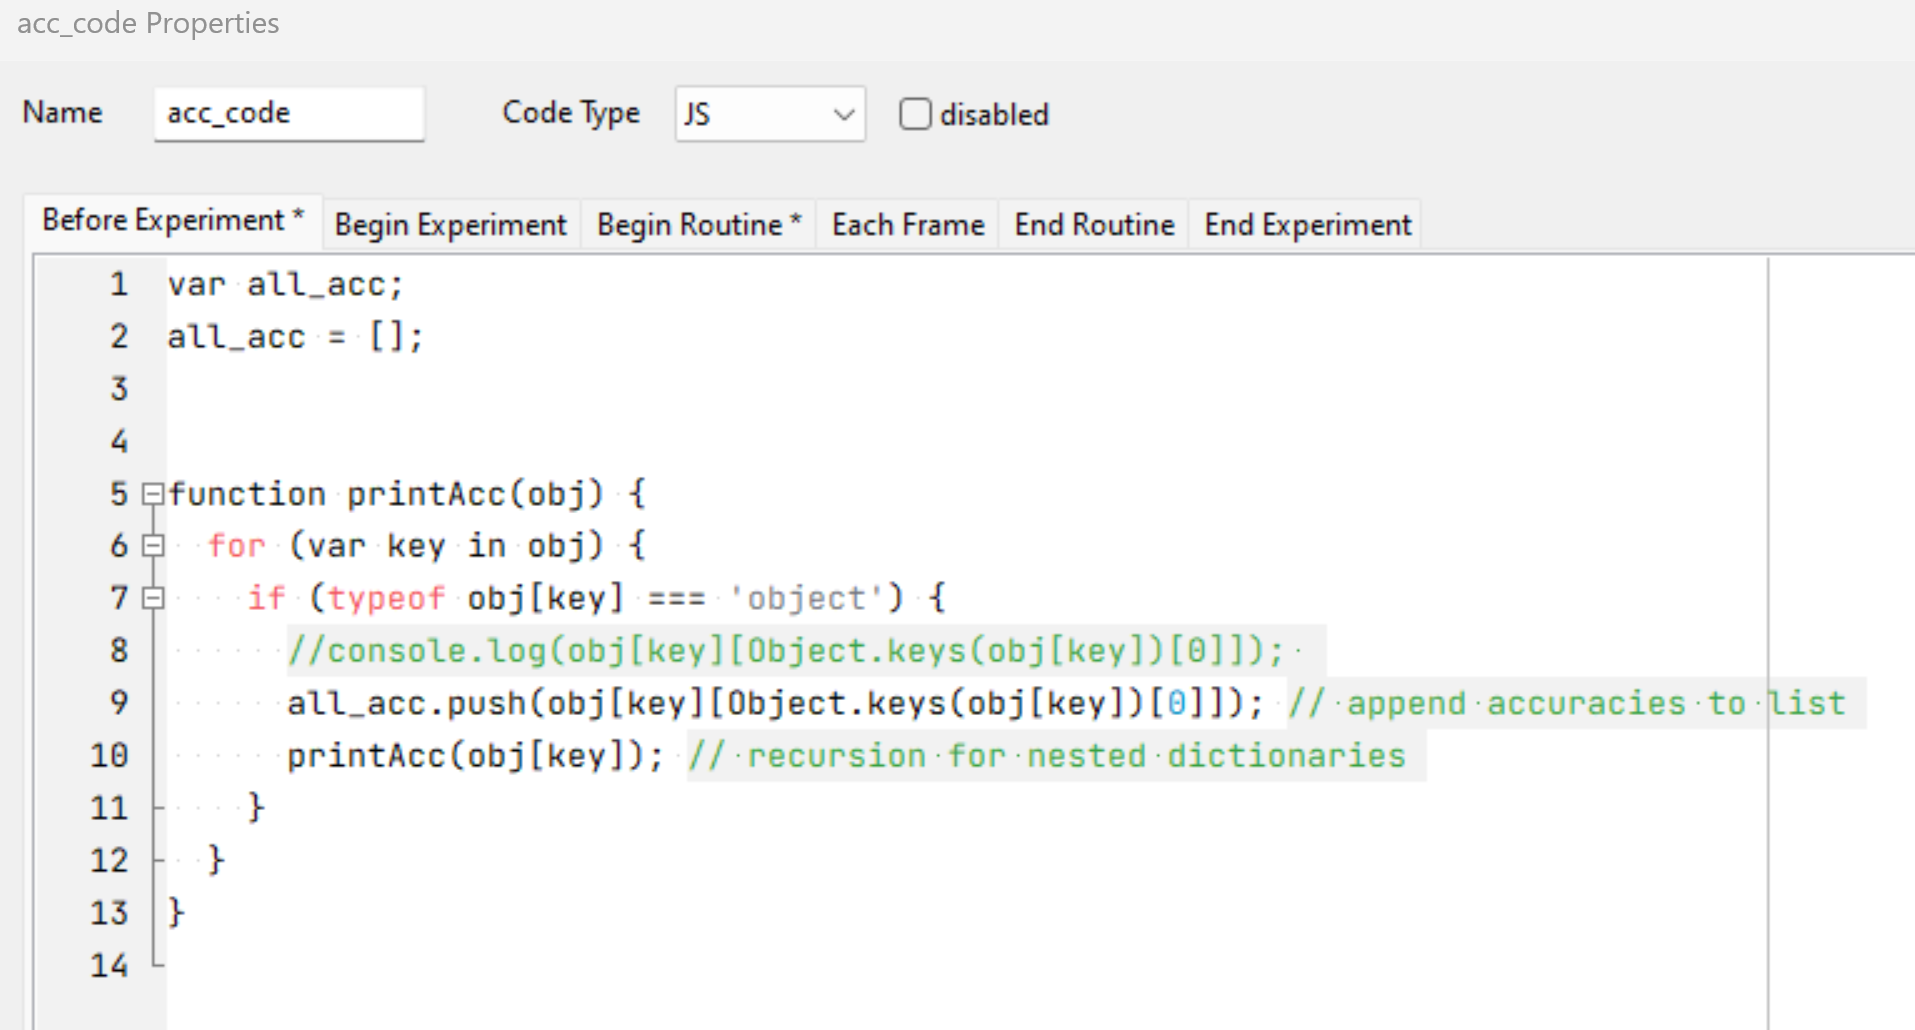 acc_code Properties
Name acc_code Code Type JS disabled
Before Experiment * Begin Experiment Begin Routine * Each Frame End Routine End Experiment
1 var all_acc;
2 all_acc = [];
3
4
5 function printAcc(obj) {
6   for (var key in obj) {
7     if (typeof obj[key] === 'object') {
8       //console.log(obj[key][Object.keys(obj[key])[0]]);
9       all_acc.push(obj[key][Object.keys(obj[key])[0]]); // append accuracies to list
10       printAcc(obj[key]); // recursion for nested dictionaries
11     }
12   }
13 }
14